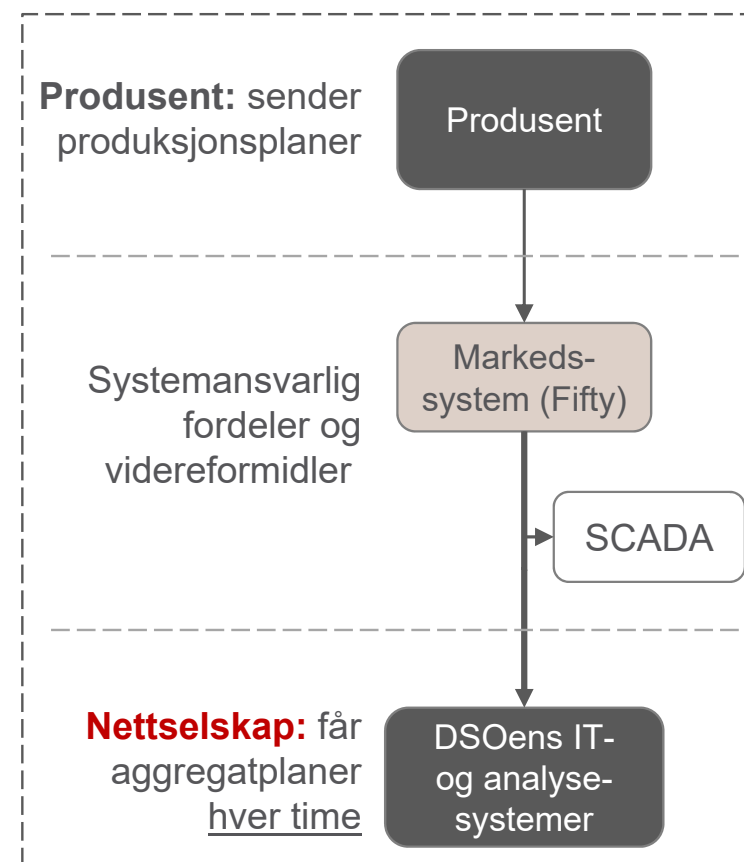 Produsent: sender
produksjonsplaner
Produsent
Systemansvarlig
fordeler og
videreformidler
Markeds-
system (Fifty)
SCADA
Nettselskap: får
aggregatplaner
hver time
DSOens IT-
og analyse-
systemer